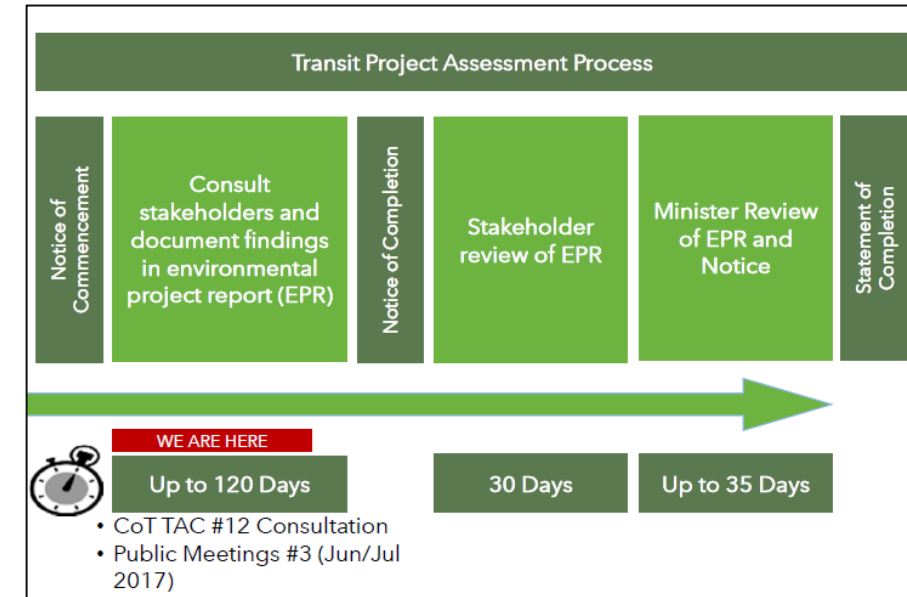 Transit Project Assessment Process
Notice of
Commencement
Consult
stakeholders and
document findings
in environmental
project report (EPR)
Notice of Completion
Stakeholder
review of EPR
Minister Review
of EPR and
Notice
Statement of
Completion
WE ARE HERE
Up to 120 Days
30 Days
Up to 35 Days
• CoT TAC #12 Consultation
• Public Meetings #3 (Jun/Jul
2017)